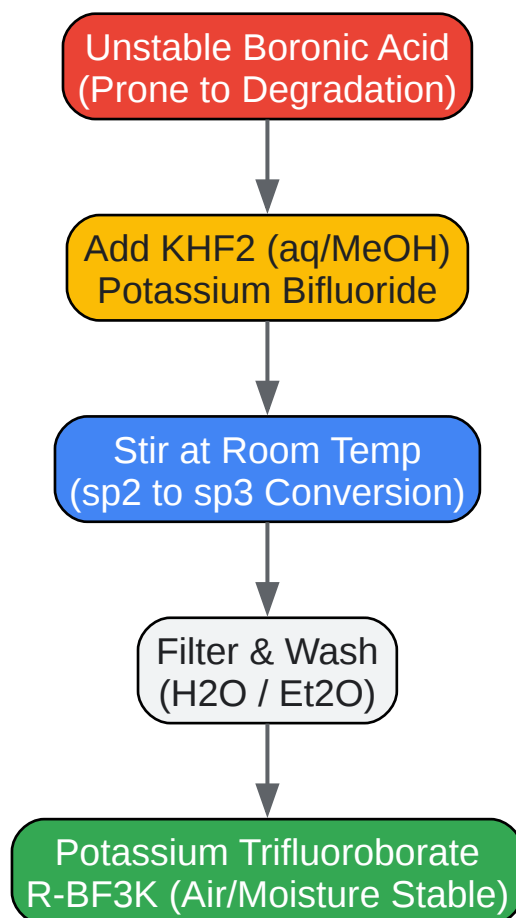 Unstable Boronic Acid
(Prone to Degradation)
Add KHF2 (aq/MeOH)
Potassium Bifluoride
Stir at Room Temp
(sp2 to sp3 Conversion)
Filter & Wash
(H2O / Et2O)
Potassium Trifluoroborate
R-BF3K (Air/Moisture Stable)